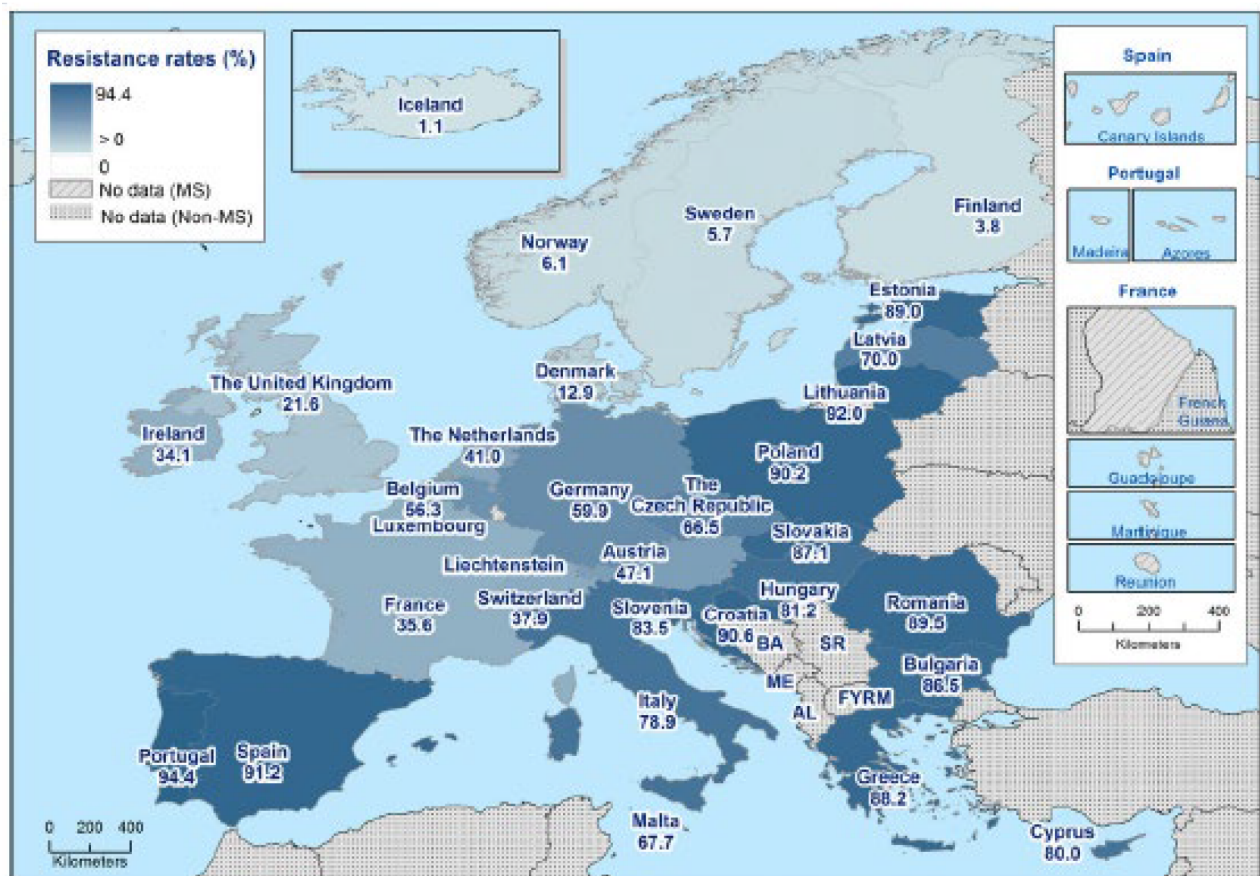 Resistance rates (%)
94.4
> 0
0
No data (MS)
No data (Non-MS)
Iceland
1.1
Spain
Canary Islands
Portugal
Madeira
Azores
France
French
Guiana
Guadeloupe
Martinique
Reunion
0 200 400
Kilometers
Norway
6.1
Sweden
5.7
Finland
3.8
Estonia
89.0
Latvia
70.0
Lithuania
92.0
Denmark
12.9
The United Kingdom
21.6
Ireland
34.1
The Netherlands
41.0
Belgium
56.3
Luxembourg
Germany
59.9
Poland
90.2
The
Czech Republic
66.5
Slovakia
87.1
Austria
47.1
Liechtenstein
Switzerland
37.9
France
35.6
Slovenia
83.5
Croatia
90.6
Hungary
81.2
Romania
89.5
BA
SR
Bulgaria
86.5
ME
FYRM
AL
Italy
78.9
Portugal
94.4
Spain
91.2
Greece
88.2
Malta
67.7
Cyprus
80.0
0 200 400
Kilometers